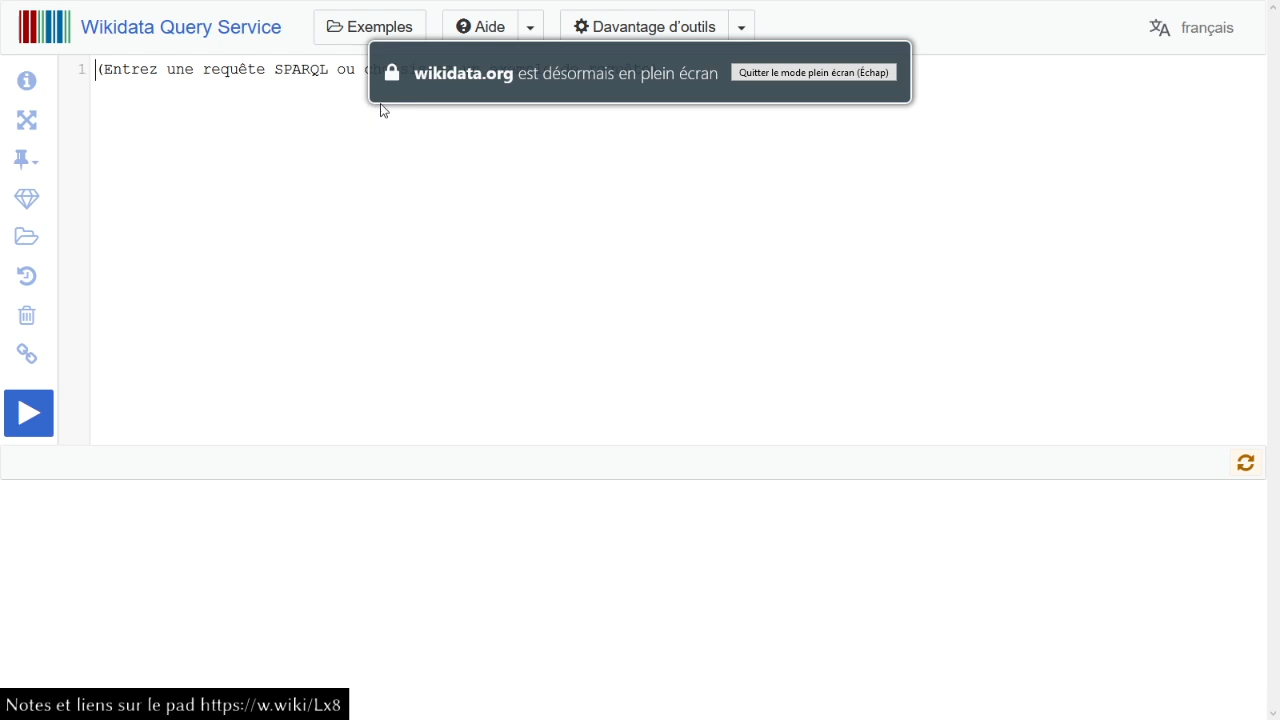 Wikidata Query Service
Exemples
Aide
Davantage d'outils
français
1 (Entrez une requête SPARQL ou
wikidata.org est désormais en plein écran
Quitter le mode plein écran (Échap)
Notes et liens sur le pad https://w.wiki/Lx8